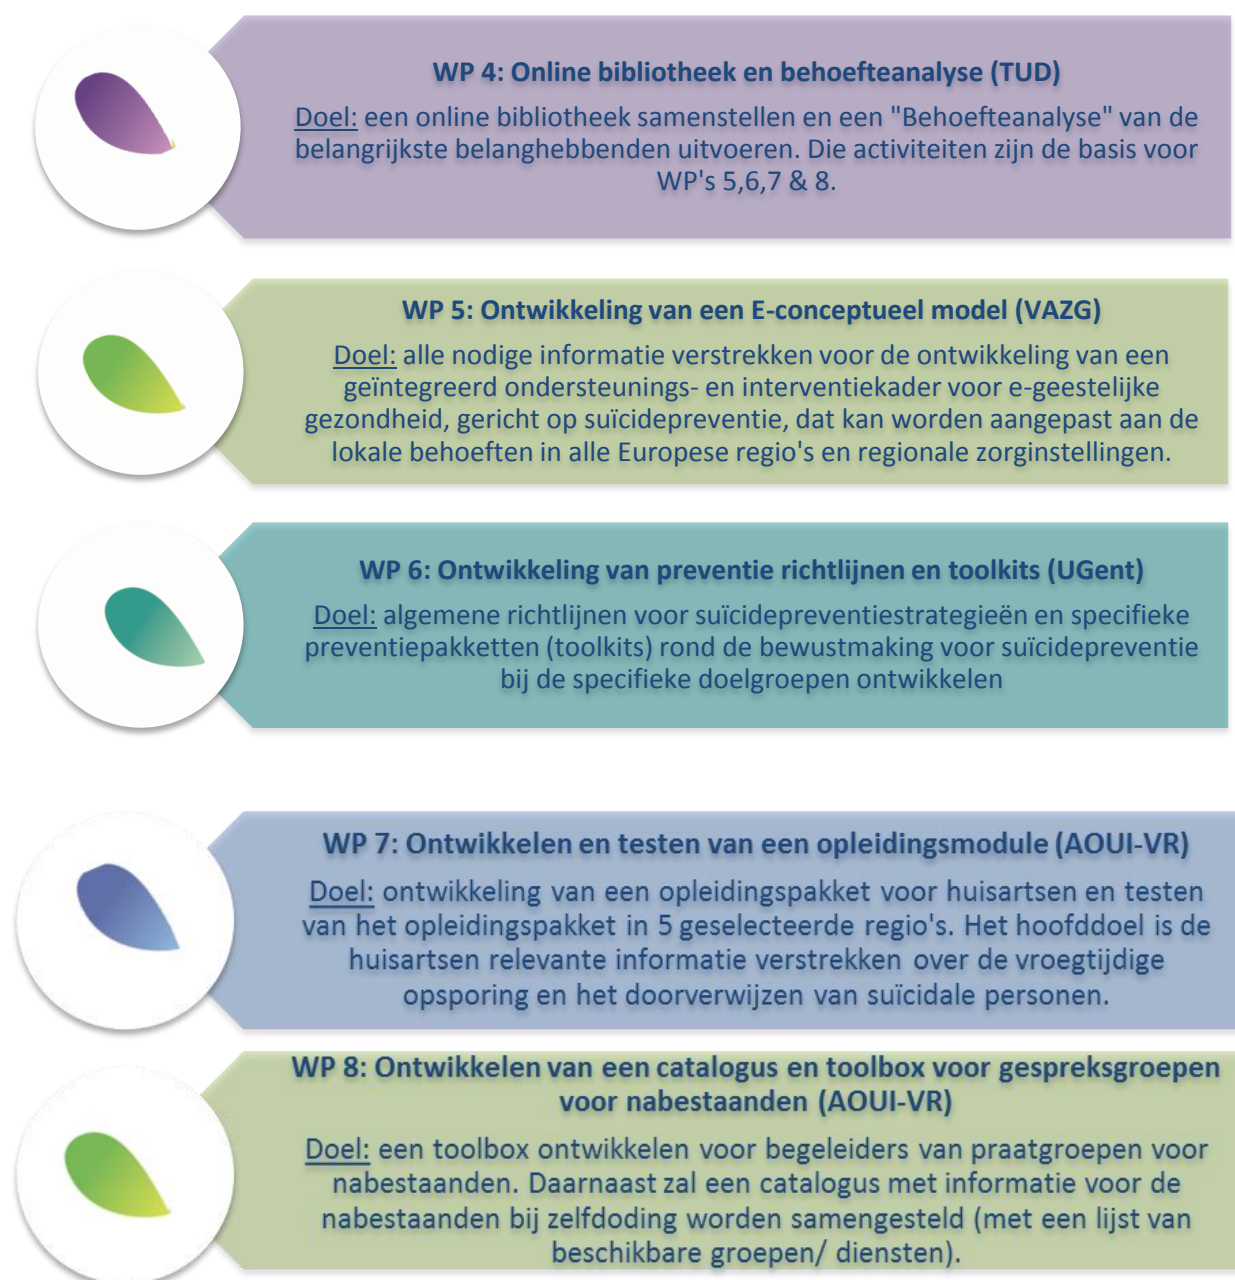 WP 4: Online bibliotheek en behoefteanalyse (TUD)
Doel: een online bibliotheek samenstellen en een "Behoefteanalyse" van de
belangrijkste belanghebbenden uitvoeren. Die activiteiten zijn de basis voor
WP's 5,6,7 & 8.
WP 5: Ontwikkeling van een E-conceptueel model (VAZG)
Doel: alle nodige informatie verstrekken voor de ontwikkeling van een
geïntegreerd ondersteunings- en interventiekader voor e-geestelijke
gezondheid, gericht op suïcidepreventie, dat kan worden aangepast aan de
lokale behoeften in alle Europese regio's en regionale zorginstellingen.
WP 6: Ontwikkeling van preventie richtlijnen en toolkits (UGent)
Doel: algemene richtlijnen voor suïcidepreventiestrategieën en specifieke
preventiepakketten (toolkits) rond de bewustmaking voor suïcidepreventie
bij de specifieke doelgroepen ontwikkelen
WP 7: Ontwikkelen en testen van een opleidingsmodule (AOUI-VR)
Doel: ontwikkeling van een opleidingspakket voor huisartsen en testen
van het opleidingspakket in 5 geselecteerde regio's. Het hoofddoel is de
huisartsen relevante informatie verstrekken over de vroegtijdige
opsporing en het doorverwijzen van suïcidale personen.
WP 8: Ontwikkelen van een catalogus en toolbox voor gespreksgroepen
voor nabestaanden (AOUI-VR)
Doel: een toolbox ontwikkelen voor begeleiders van praatgroepen voor
nabestaanden. Daarnaast zal een catalogus met informatie voor de
nabestaanden bij zelfdoding worden samengesteld (met een lijst van
beschikbare groepen/ diensten).